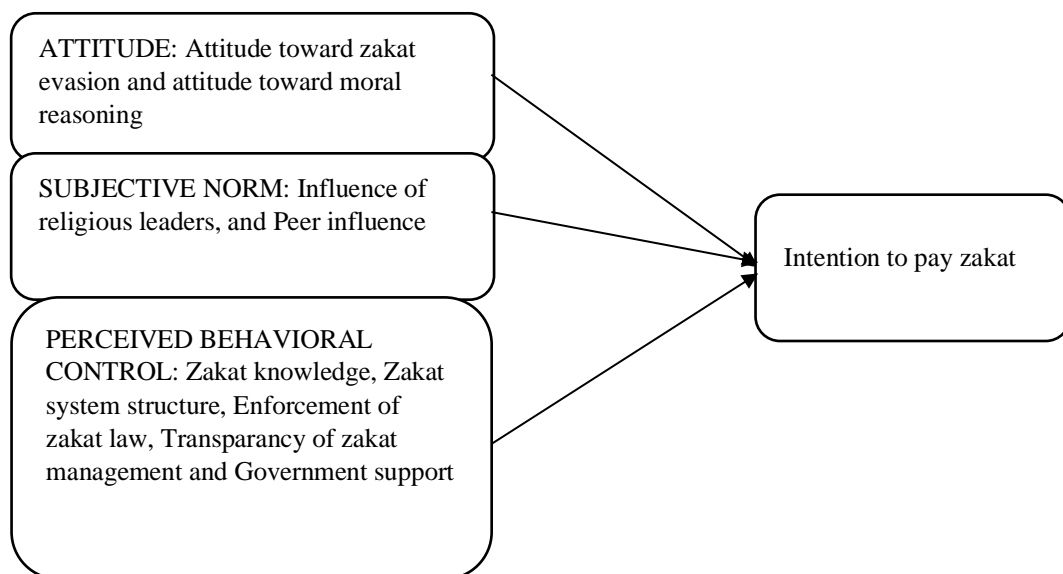 ATTITUDE: Attitude toward zakat
evasion and attitude toward moral
reasoning
SUBJECTIVE NORM: Influence of
religious leaders, and Peer influence
Intention to pay zakat
PERCEIVED BEHAVIORAL
CONTROL: Zakat knowledge, Zakat
system structure, Enforcement of
zakat law, Transparancy of zakat
management and Government support